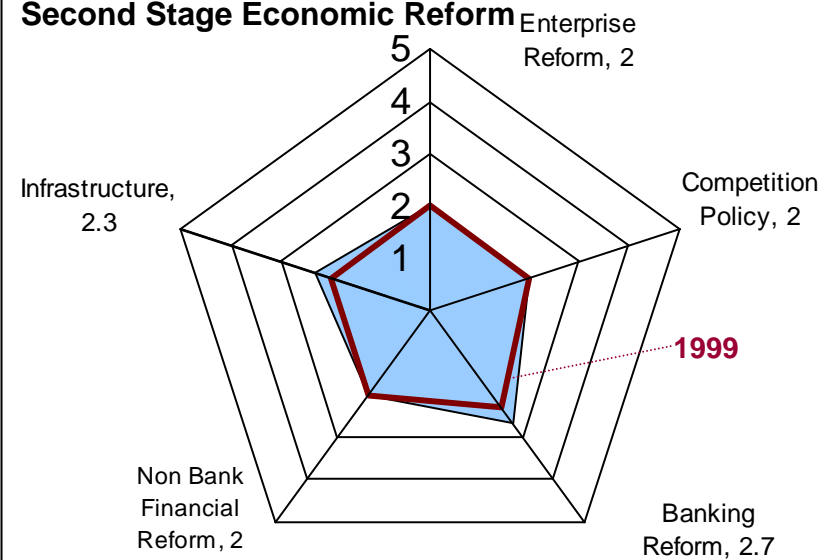 Second Stage Economic Reform
Enterprise
Reform, 2
5
4
3
2
1
Infrastructure,
2.3
Competition
Policy, 2
1999
Non Bank
Financial
Reform, 2
Banking
Reform, 2.7